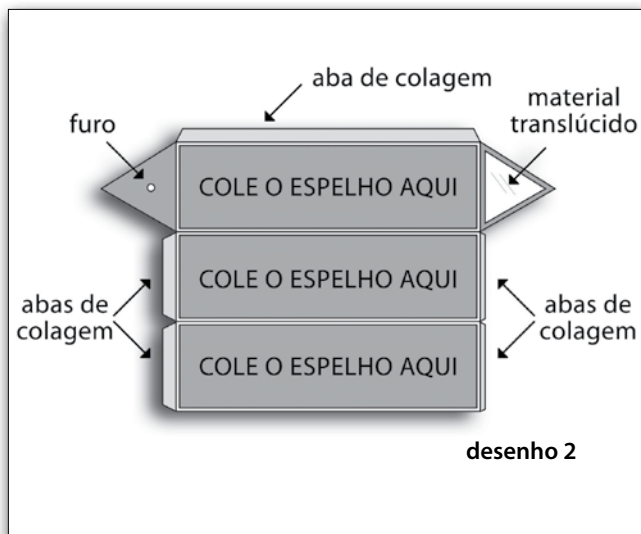 aba de colagem
material
translúcido
furo
COLE O ESPELHO AQUI
COLE O ESPELHO AQUI
abas de
colagem
abas de
colagem
COLE O ESPELHO AQUI
desenho 2